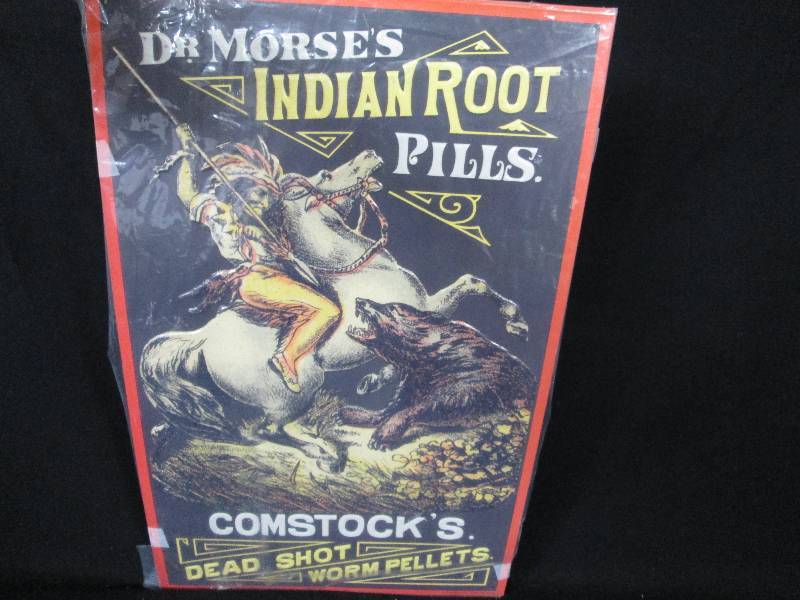 DR MORSE'S
INDIAN ROOT
PILLS.
COMSTOCK'S.
DEAD SHOT
WORM PELLETS.